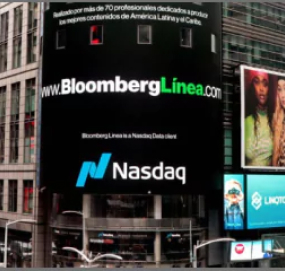 Realizado por más de 70 profesionales dedicados a producir
los mejores contenidos de América Latina y el Caribe.
www.BloombergLínea.com
Bloomberg Línea is a Nasdaq Data client
Nasdaq